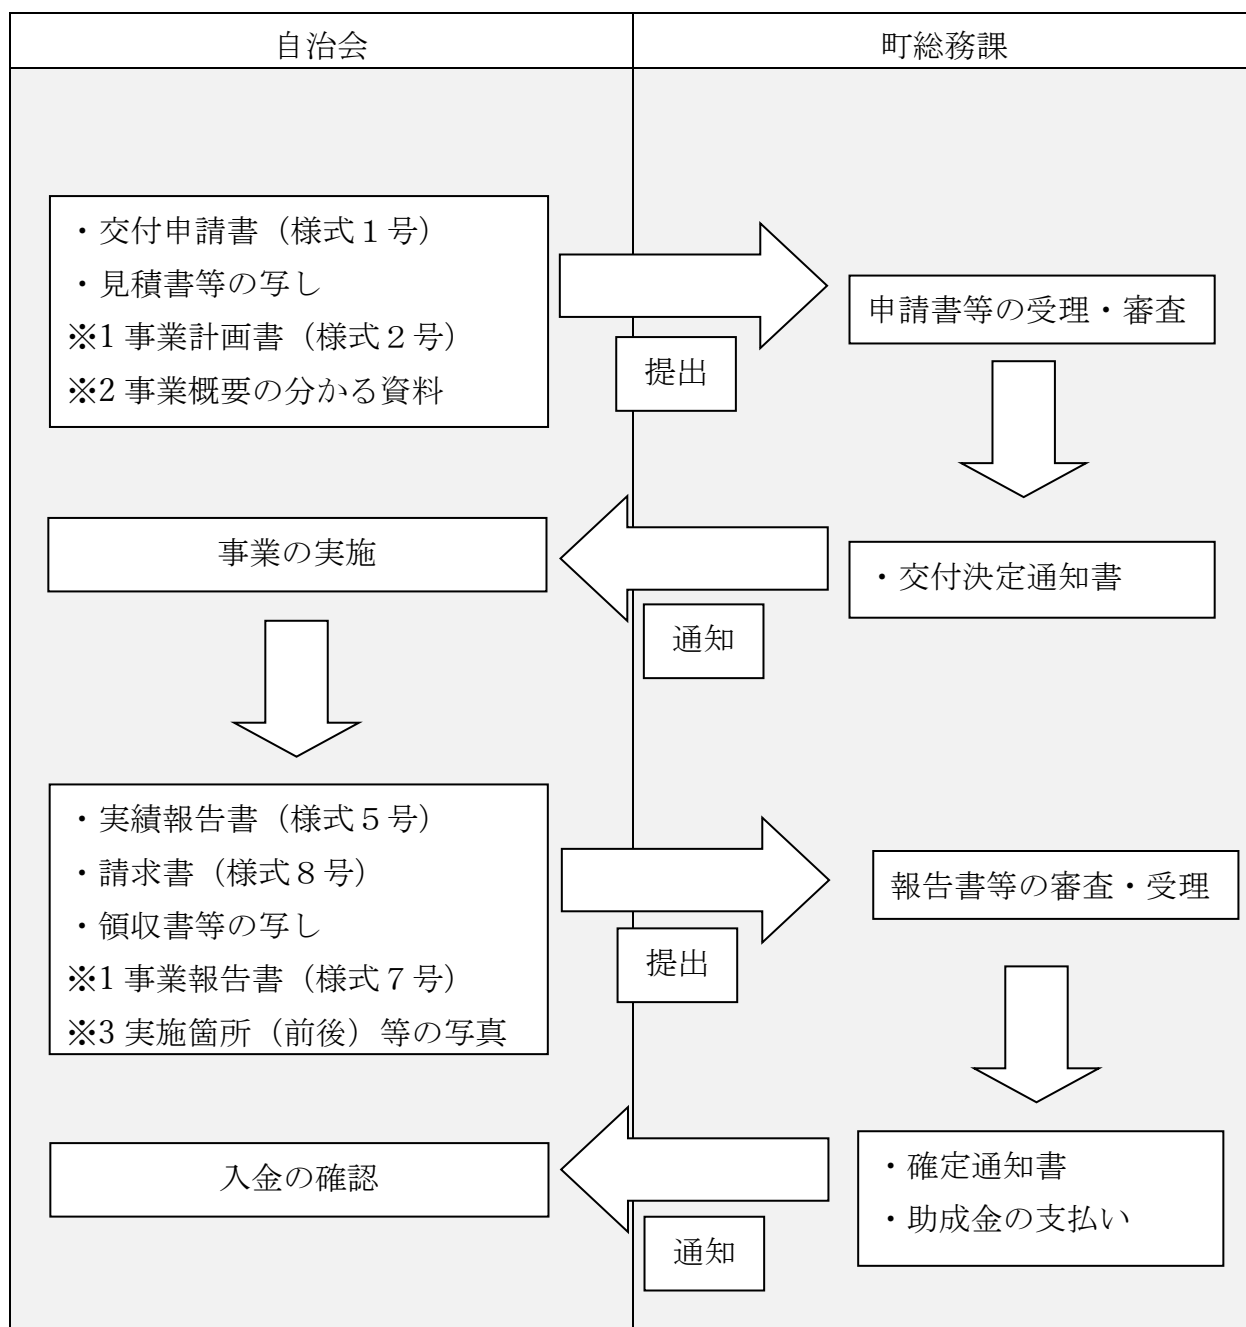 自治会
町総務課
・交付申請書（様式１号）
・見積書等の写し
※1 事業計画書（様式２号）
※2 事業概要の分かる資料
提出
申請書等の受理・審査
事業の実施
通知
・交付決定通知書
・実績報告書（様式５号）
・請求書（様式８号）
・領収書等の写し
※1 事業報告書（様式７号）
※3 実施箇所（前後）等の写真
提出
報告書等の審査・受理
入金の確認
通知
・確定通知書
・助成金の支払い